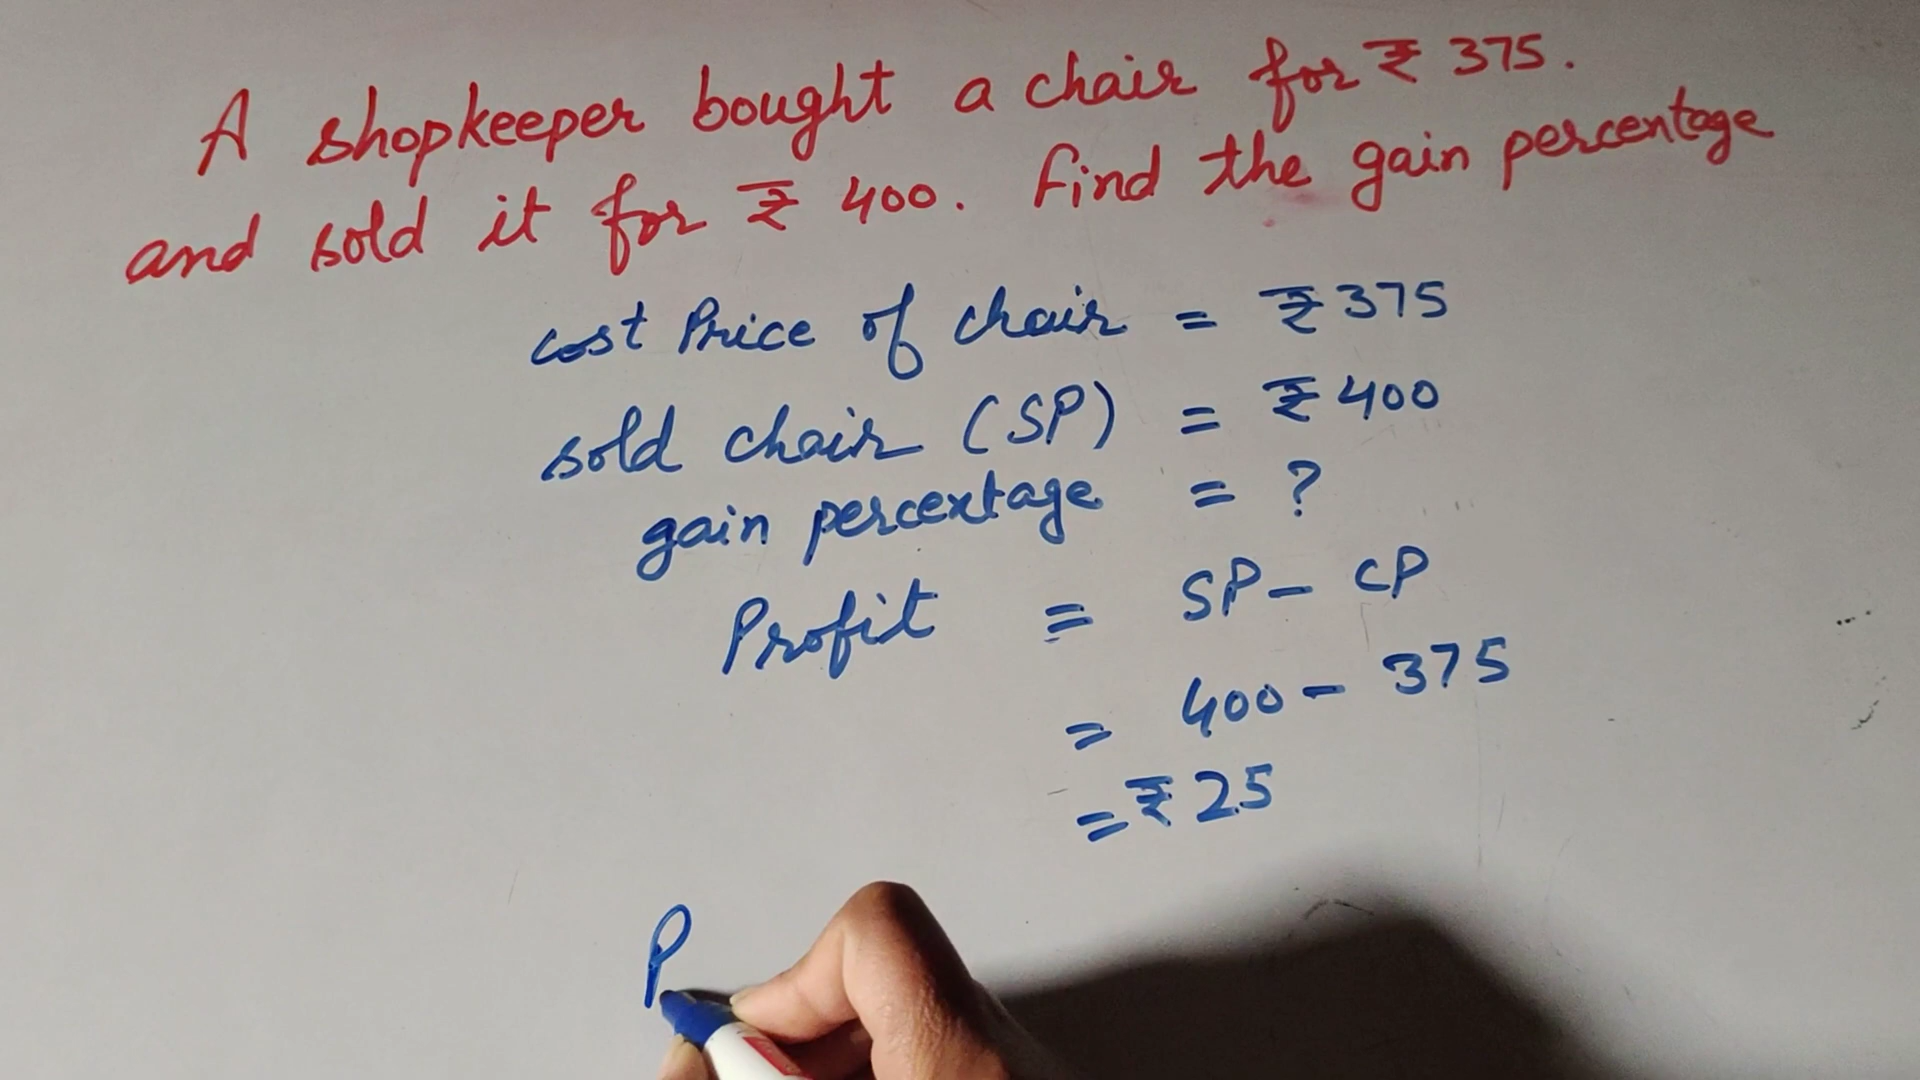 A shopkeeper bought a chair for ₹ 375.
and sold it for ₹ 400. Find the gain percentage
cost Price of chair = ₹ 375
sold chair (SP) = ₹ 400
gain percentage = ?
Profit = SP - CP
= 400 - 375
= ₹ 25
P